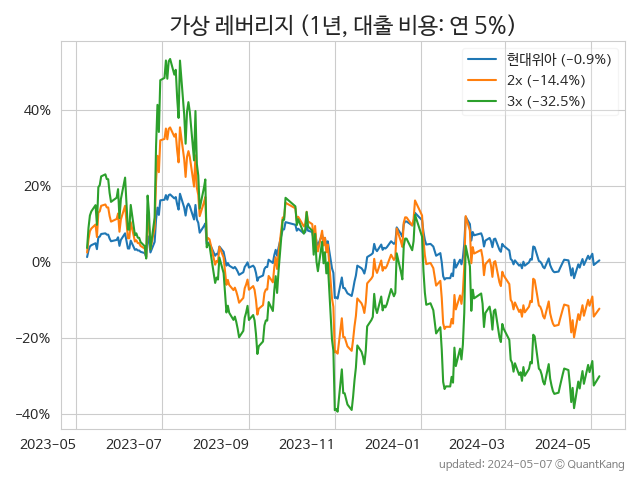 가상 레버리지 (1년, 대출 비용: 연 5%)
현대위아 (−0.9%)
2x (−14.4%)
3x (−32.5%)
40%
20%
0%
−20%
−40%
2023-05 2023-07 2023-09 2023-11 2024-01 2024-03 2024-05
updated: 2024-05-07 © QuantKang